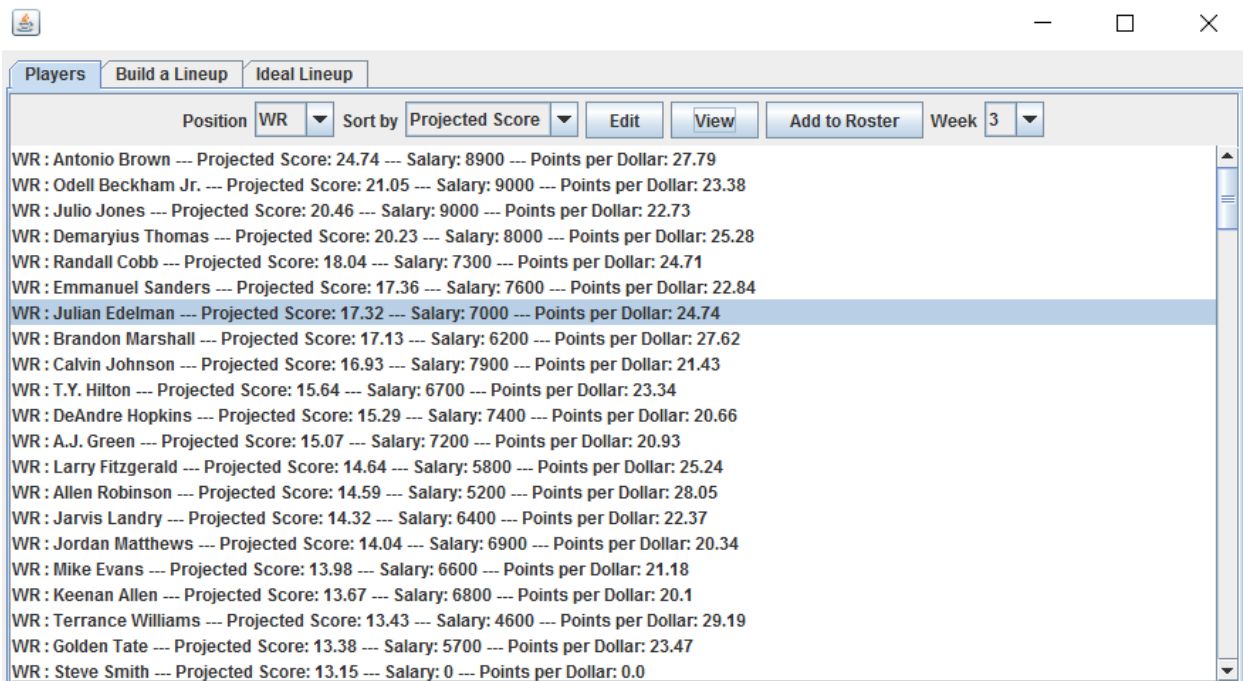 Players Build a Lineup Ideal Lineup
Position WR Sort by Projected Score Edit View Add to Roster Week 3
WR : Antonio Brown --- Projected Score: 24.74 --- Salary: 8900 --- Points per Dollar: 27.79
WR : Odell Beckham Jr. --- Projected Score: 21.05 --- Salary: 9000 --- Points per Dollar: 23.38
WR : Julio Jones --- Projected Score: 20.46 --- Salary: 9000 --- Points per Dollar: 22.73
WR : Demaryius Thomas --- Projected Score: 20.23 --- Salary: 8000 --- Points per Dollar: 25.28
WR : Randall Cobb --- Projected Score: 18.04 --- Salary: 7300 --- Points per Dollar: 24.71
WR : Emmanuel Sanders --- Projected Score: 17.36 --- Salary: 7600 --- Points per Dollar: 22.84
WR : Julian Edelman --- Projected Score: 17.32 --- Salary: 7000 --- Points per Dollar: 24.74
WR : Brandon Marshall --- Projected Score: 17.13 --- Salary: 6200 --- Points per Dollar: 27.62
WR : Calvin Johnson --- Projected Score: 16.93 --- Salary: 7900 --- Points per Dollar: 21.43
WR : T.Y. Hilton --- Projected Score: 15.64 --- Salary: 6700 --- Points per Dollar: 23.34
WR : DeAndre Hopkins --- Projected Score: 15.29 --- Salary: 7400 --- Points per Dollar: 20.66
WR : A.J. Green --- Projected Score: 15.07 --- Salary: 7200 --- Points per Dollar: 20.93
WR : Larry Fitzgerald --- Projected Score: 14.64 --- Salary: 5800 --- Points per Dollar: 25.24
WR : Allen Robinson --- Projected Score: 14.59 --- Salary: 5200 --- Points per Dollar: 28.05
WR : Jarvis Landry --- Projected Score: 14.32 --- Salary: 6400 --- Points per Dollar: 22.37
WR : Jordan Matthews --- Projected Score: 14.04 --- Salary: 6900 --- Points per Dollar: 20.34
WR : Mike Evans --- Projected Score: 13.98 --- Salary: 6600 --- Points per Dollar: 21.18
WR : Keenan Allen --- Projected Score: 13.67 --- Salary: 6800 --- Points per Dollar: 20.1
WR : Terrance Williams --- Projected Score: 13.43 --- Salary: 4600 --- Points per Dollar: 29.19
WR : Golden Tate --- Projected Score: 13.38 --- Salary: 5700 --- Points per Dollar: 23.47
WR : Steve Smith --- Projected Score: 13.15 --- Salary: 0 --- Points per Dollar: 0.0